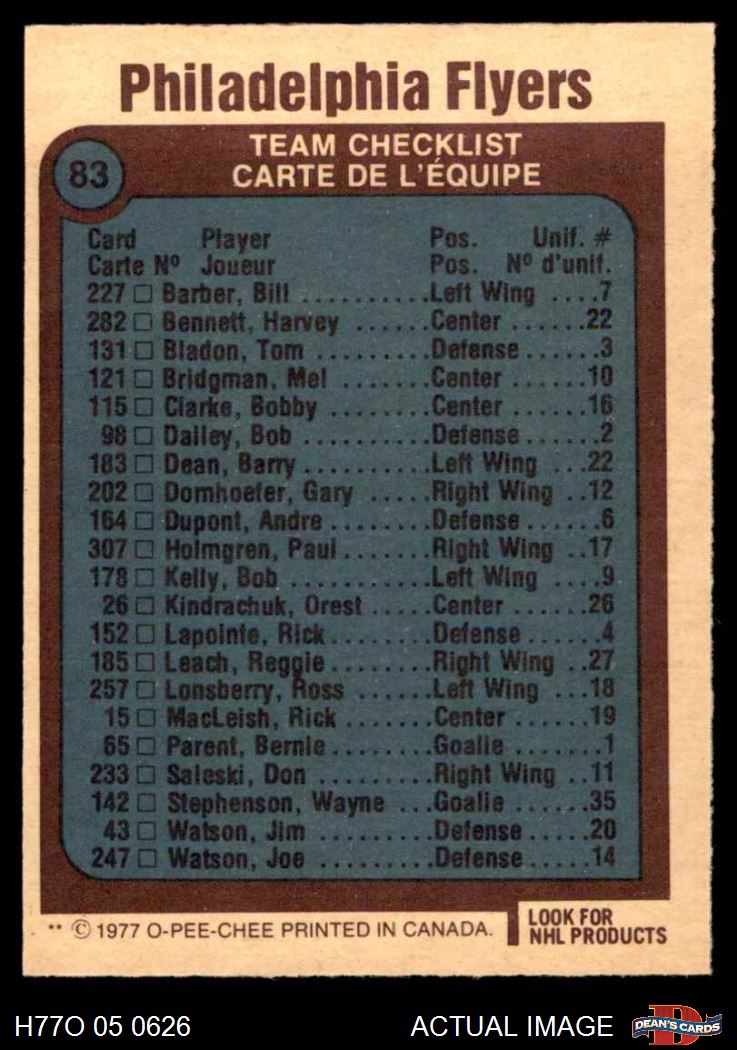 Philadelphia Flyers
83
TEAM CHECKLIST
CARTE DE L'ÉQUIPE
Card Player Pos. Unif. #
Carte Nº Joueur Pos. Nº d'unif.
227 □ Barber, Bill ..........Left Wing ....7
282 □ Bennett, Harvey ......Center ......22
131 □ Bladon, Tom .........Defense......3
121 □ Bridgman, Mel ........Center ......10
115 □ Clarke, Bobby ........Center ......16
98 □ Dailey, Bob ..........Defense......2
183 □ Dean, Barry ..........Left Wing ...22
202 □ Dornhoefer, Gary .....Right Wing ..12
164 □ Dupont, Andre ........Defense......6
307 □ Holmgren, Paul.......Right Wing ..17
178 □ Kelly, Bob ...........Left Wing ....9
26 □ Kindrachuk, Orest .....Center ......26
152 □ Lapointe, Rick........Defense......4
185 □ Leach, Reggie ........Right Wing ..27
257 □ Lonsberry, Ross ......Left Wing ...18
15 □ MacLeish, Rick .......Center ......19
65 □ Parent, Bernie ........Goalie .......1
233 □ Saleski, Don .........Right Wing ..11
142 □ Stephenson, Wayne ...Goalie ......35
43 □ Watson, Jim .........Defense .....20
247 □ Watson, Joe .........Defense .....14
** © 1977 O-PEE-CHEE PRINTED IN CANADA.
LOOK FOR
NHL PRODUCTS
H77O 05 0626
ACTUAL IMAGE
D
DEAN'S CARDS